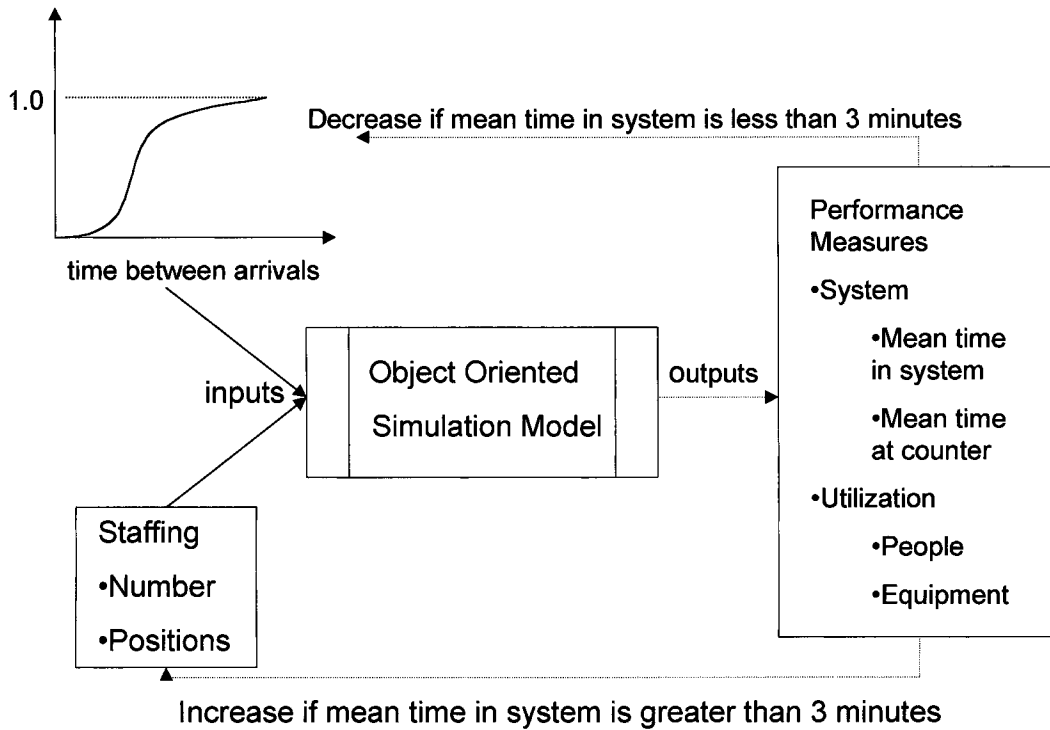 1.0
Decrease if mean time in system is less than 3 minutes
time between arrivals
inputs
Object Oriented
Simulation Model
outputs
Performance
Measures
•System
•Mean time
in system
•Mean time
at counter
•Utilization
•People
•Equipment
Staffing
•Number
•Positions
Increase if mean time in system is greater than 3 minutes